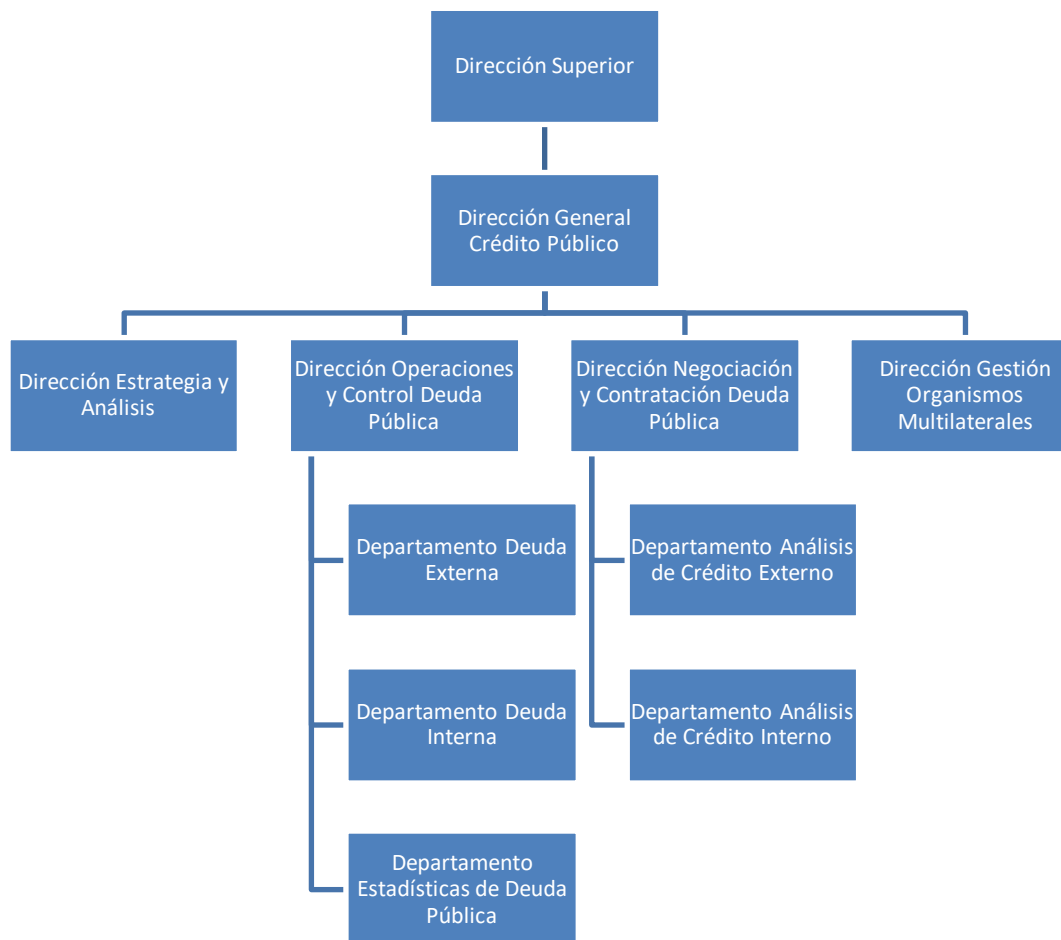 Dirección Superior
Dirección General
Crédito Público
Dirección Estrategia y
Análisis
Dirección Operaciones
y Control Deuda
Pública
Dirección Negociación
y Contratación Deuda
Pública
Dirección Gestión
Organismos
Multilaterales
Departamento Deuda
Externa
Departamento Deuda
Interna
Departamento
Estadísticas de Deuda
Pública
Departamento Análisis
de Crédito Externo
Departamento Análisis
de Crédito Interno